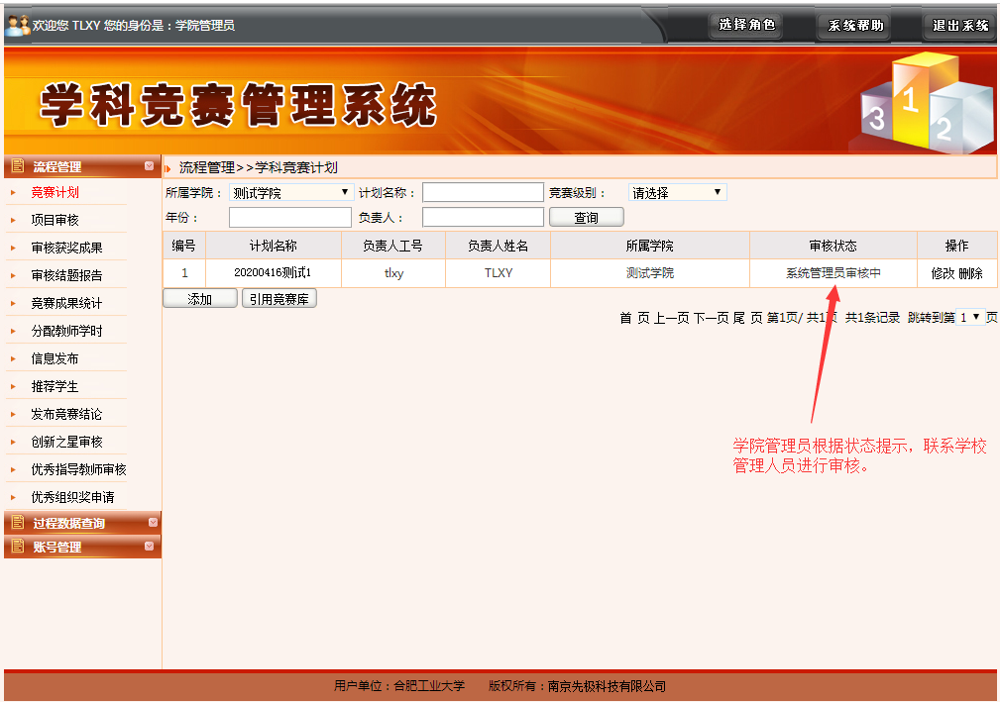 欢迎您 TLXY 您的身份是：学院管理员 选择角色 系统帮助 退出系统
学科竞赛管理系统
3 1 2
流程管理
竞赛计划
项目审核
审核获奖成果
审核结题报告
竞赛成果统计
分配教师学时
信息发布
推荐学生
发布竞赛结论
创新之星审核
优秀指导教师审核
优秀组织奖申请
过程数据查询
账号管理
流程管理>>学科竞赛计划
所属学院： 测试学院 计划名称： 竞赛级别： 请选择
年份： 负责人： 查询
编号 计划名称 负责人工号 负责人姓名 所属学院 审核状态 操作
1 20200416测试1 tlxy TLXY 测试学院 系统管理员审核中 修改 删除
添加 引用竞赛库
首 页 上一页 下一页 尾 页 第1页/ 共1页 共1条记录 跳转到第 1 页
学院管理员根据状态提示，联系学校
管理人员进行审核。
用户单位：合肥工业大学 版权所有：南京先极科技有限公司